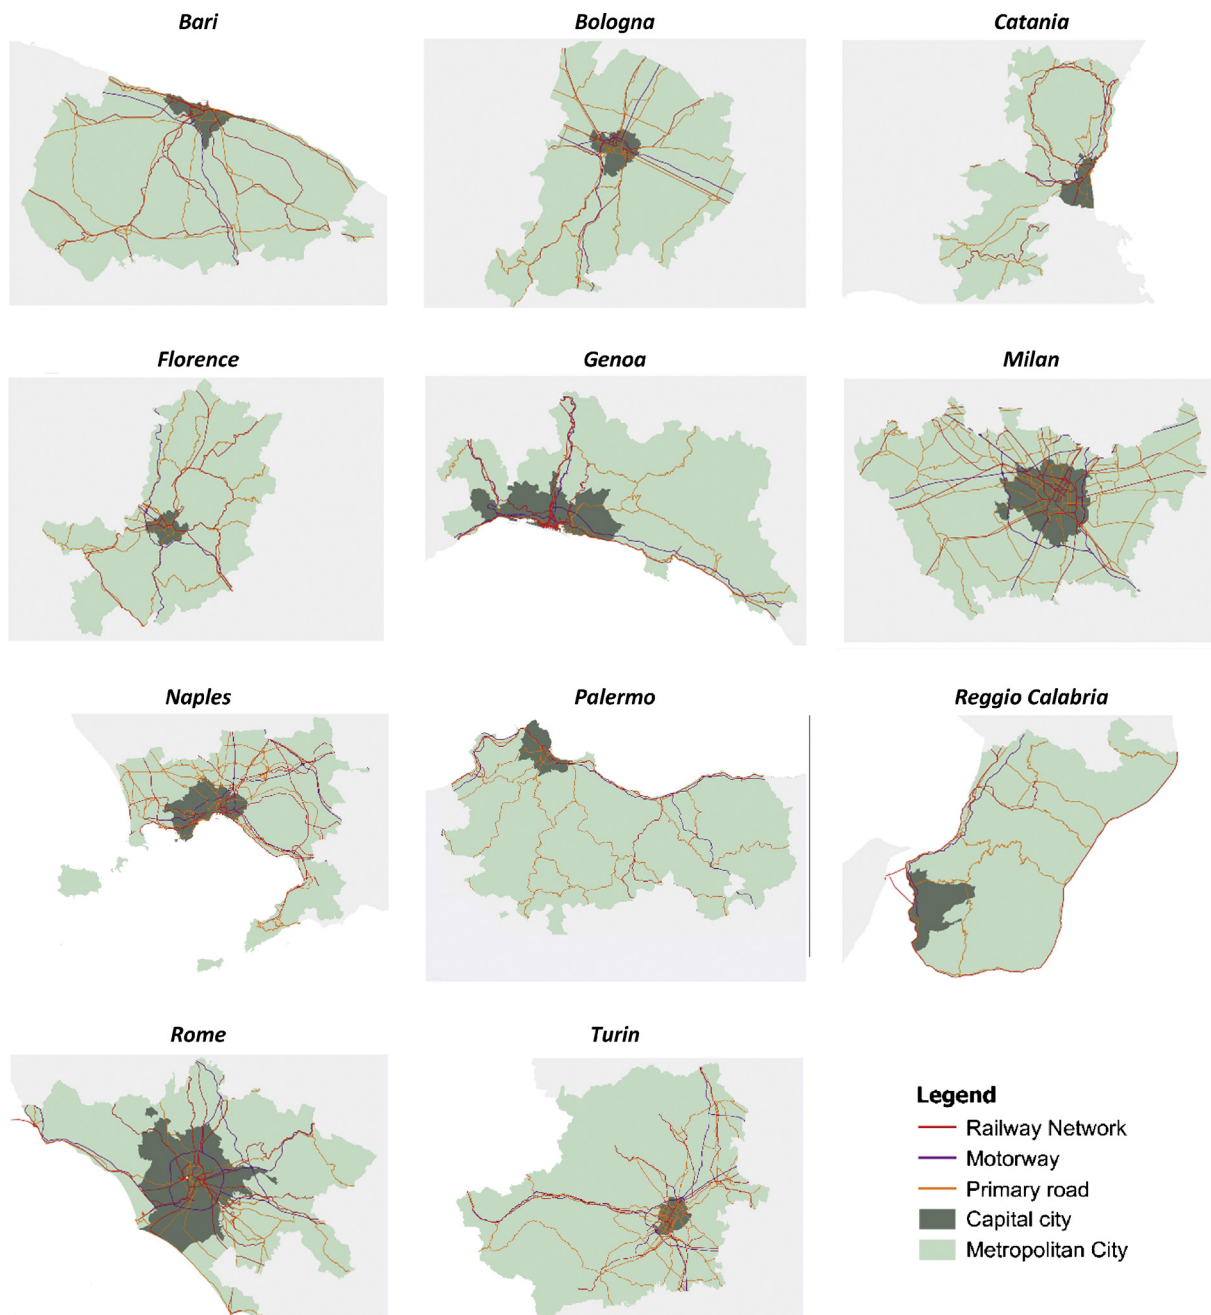 Bari
Bologna
Catania
Florence
Genoa
Milan
Naples
Palermo
Reggio Calabria
Rome
Turin
Legend
Railway Network
Motorway
Primary road
Capital city
Metropolitan City